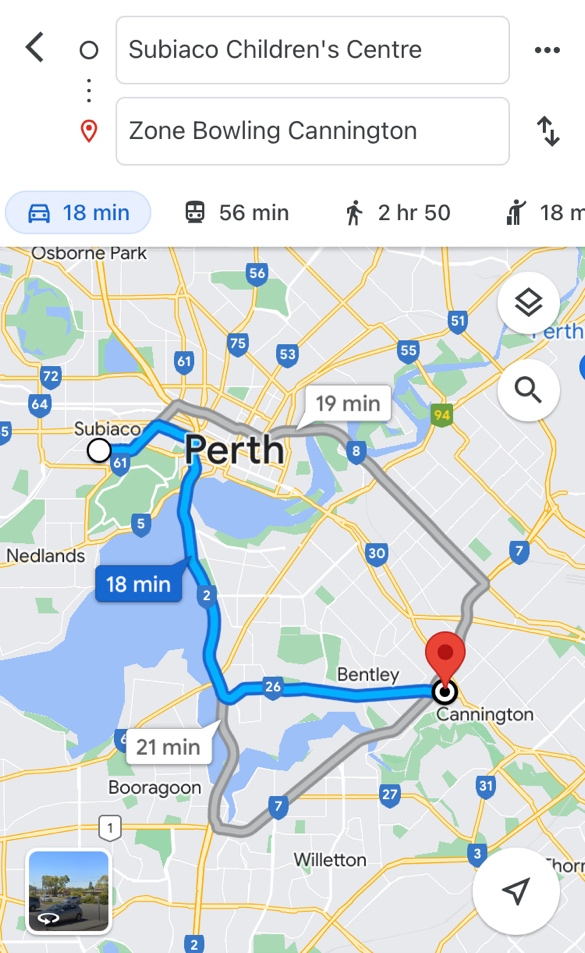 Subiaco Children's Centre
Zone Bowling Cannington
18 min
56 min
2 hr 50
18 m
Osborne Park
56
51
Perth
75
61
53
55
72
64
19 min
94
5
Subiaco
Perth
61
8
5
30
7
Nedlands
18 min
2
Bentley
26
Cannington
21 min
Booragoon
31
27
7
1
3
Willetton
Thor
2